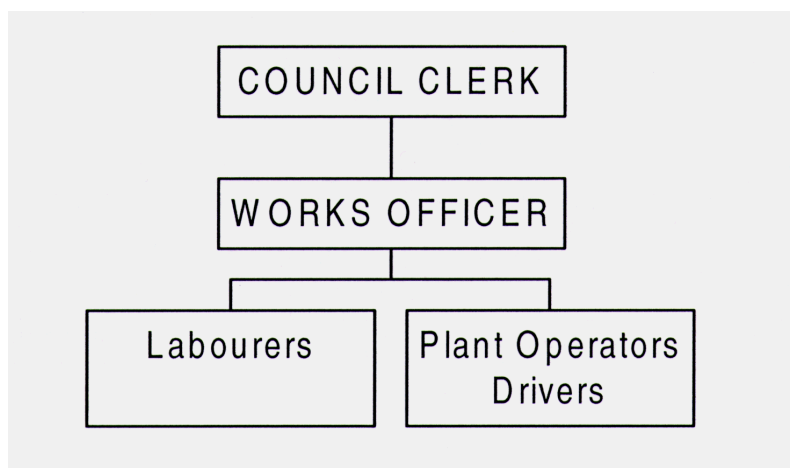 COUNCIL CLERK
WORKS OFFICER
Labourers
Plant Operators
Drivers